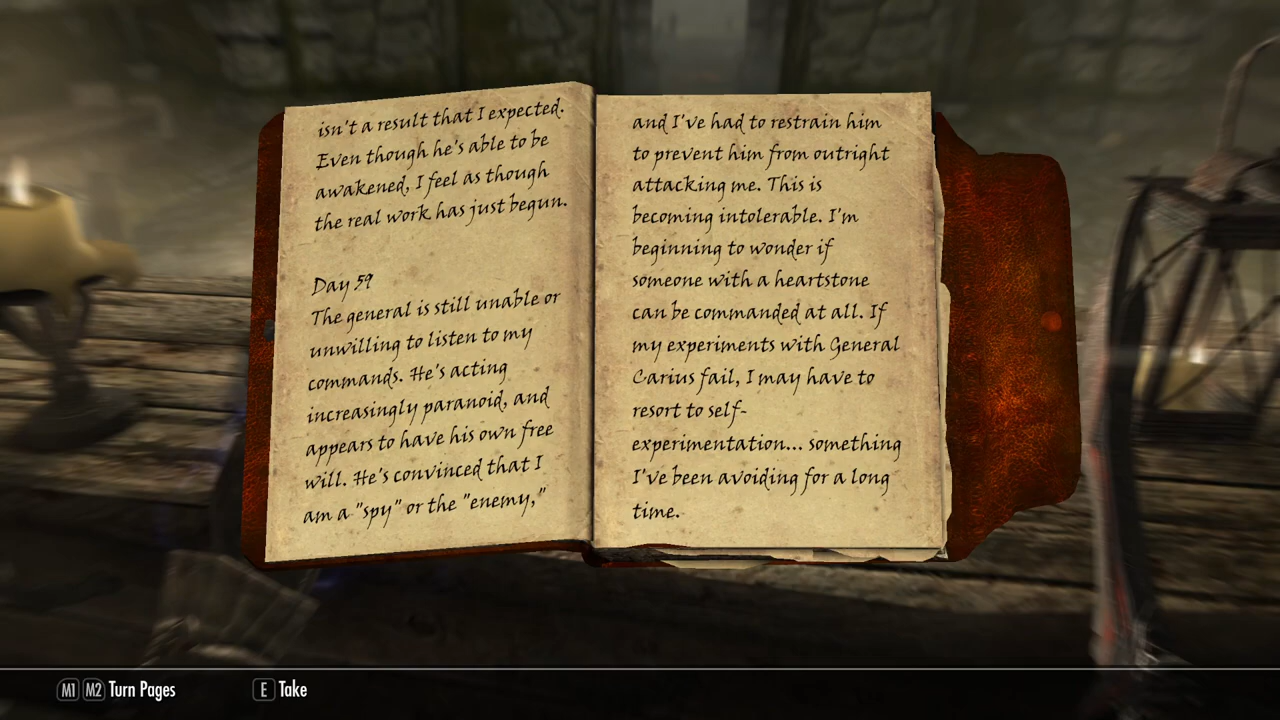 isn't a result that I expected.
Even though he's able to be
awakened, I feel as though
the real work has just begun.
Day 59
The general is still unable or
unwilling to listen to my
commands. He's acting
increasingly paranoid, and
appears to have his own free
will. He's convinced that I
am a "spy" or the "enemy,"
and I've had to restrain him
to prevent him from outright
attacking me. This is
becoming intolerable. I'm
beginning to wonder if
someone with a heartstone
can be commanded at all. If
my experiments with General
Carius fail, I may have to
resort to self-
experimentation... something
I've been avoiding for a long
time.
M1 M2 Turn Pages
E Take